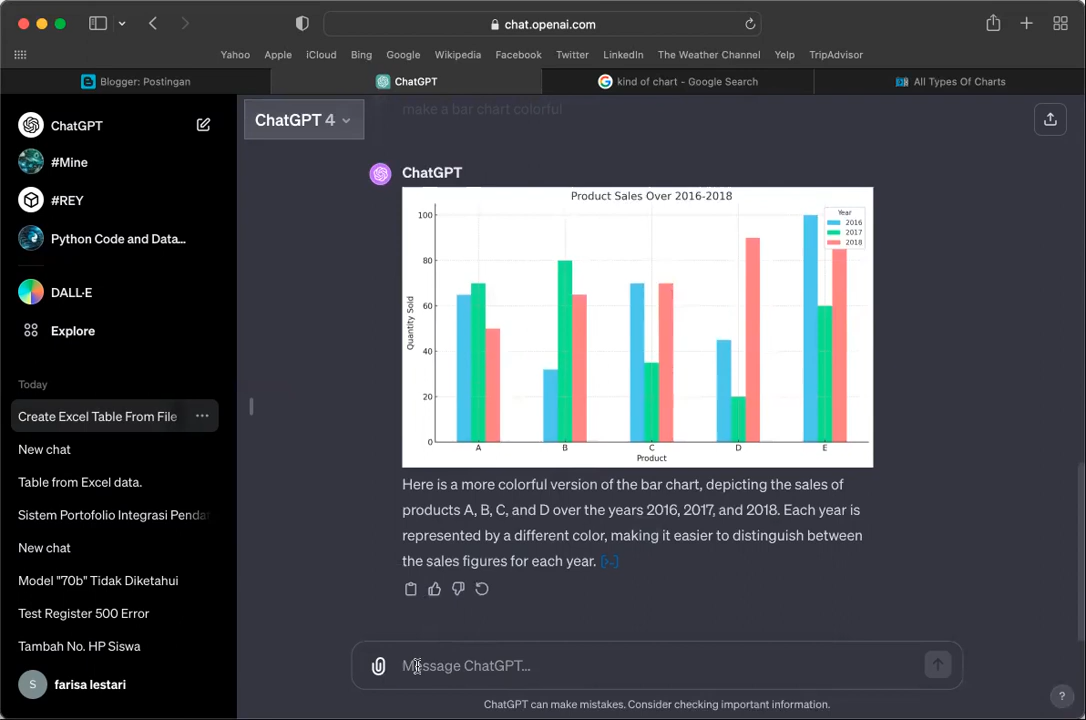 chat.openai.com
Yahoo Apple iCloud Bing Google Wikipedia Facebook Twitter LinkedIn The Weather Channel Yelp TripAdvisor
Blogger: Postingan
ChatGPT
kind of chart - Google Search
All Types Of Charts
ChatGPT
#Mine
#REY
Python Code and Data...
DALL·E
Explore
Today
Create Excel Table From File
New chat
Table from Excel data.
Sistem Portofolio Integrasi Penda
New chat
Model "70b" Tidak Diketahui
Test Register 500 Error
Tambah No. HP Siswa
S
farisa lestari
ChatGPT 4
make a bar chart colorful
ChatGPT
Product Sales Over 2016-2018
Year
2016
2017
2018
100
80
60
40
20
0
Quantity Sold
A B C D E
Product
Here is a more colorful version of the bar chart, depicting the sales of
products A, B, C, and D over the years 2016, 2017, and 2018. Each year is
represented by a different color, making it easier to distinguish between
the sales figures for each year. [>-]
Message ChatGPT...
ChatGPT can make mistakes. Consider checking important information.
?